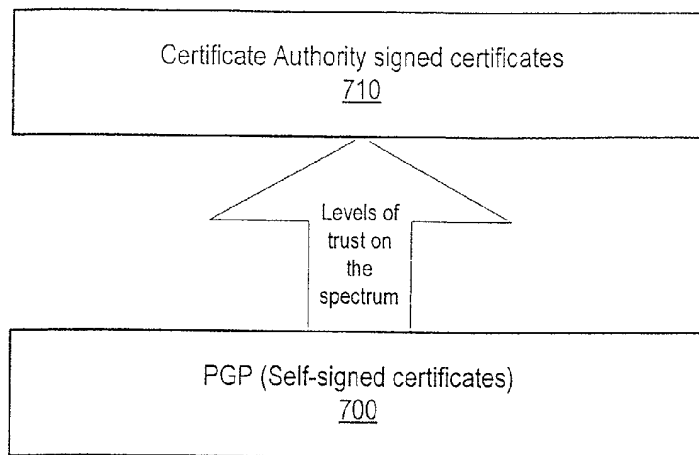 Certificate Authority signed certificates
710
Levels of
trust on
the
spectrum
PGP (Self-signed certificates)
700